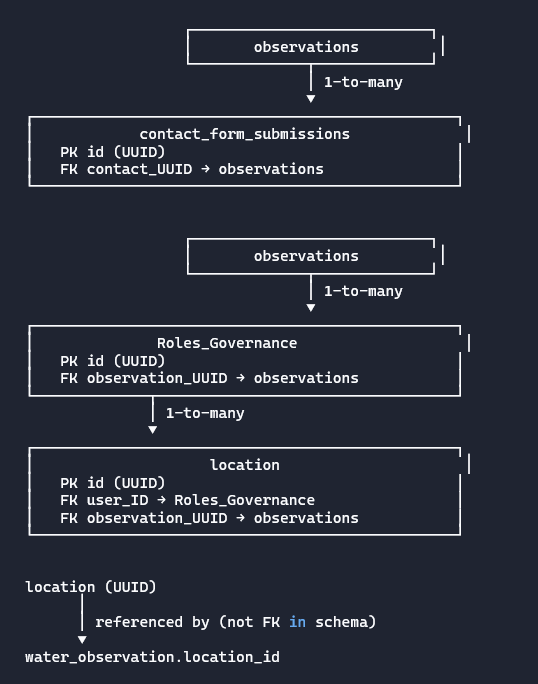 observations
1-to-many
contact_form_submissions
PK id (UUID)
FK contact_UUID → observations
observations
1-to-many
Roles_Governance
PK id (UUID)
FK observation_UUID → observations
1-to-many
location
PK id (UUID)
FK user_ID → Roles_Governance
FK observation_UUID → observations
location (UUID)
referenced by (not FK in schema)
water_observation.location_id